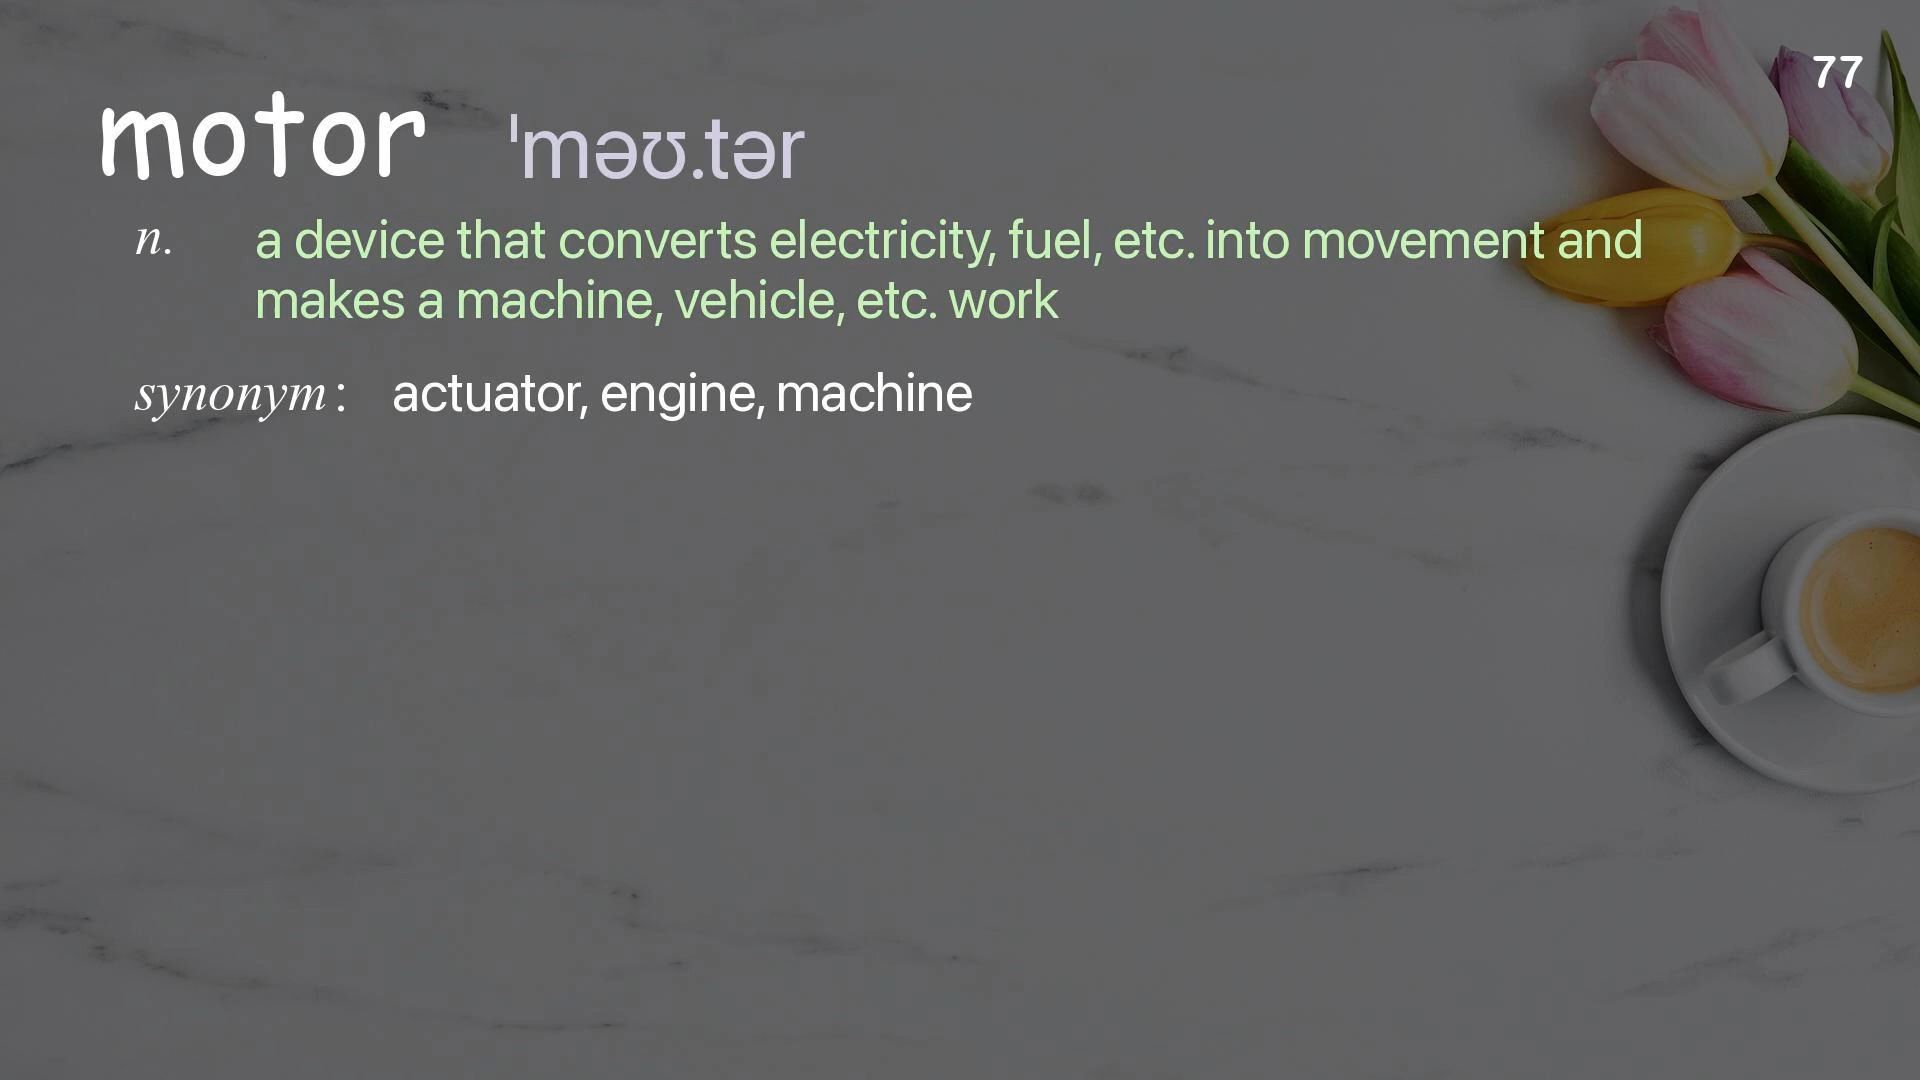 77
motor ˈməʊ.tər
n. a device that converts electricity, fuel, etc. into movement and
makes a machine, vehicle, etc. work
synonym: actuator, engine, machine